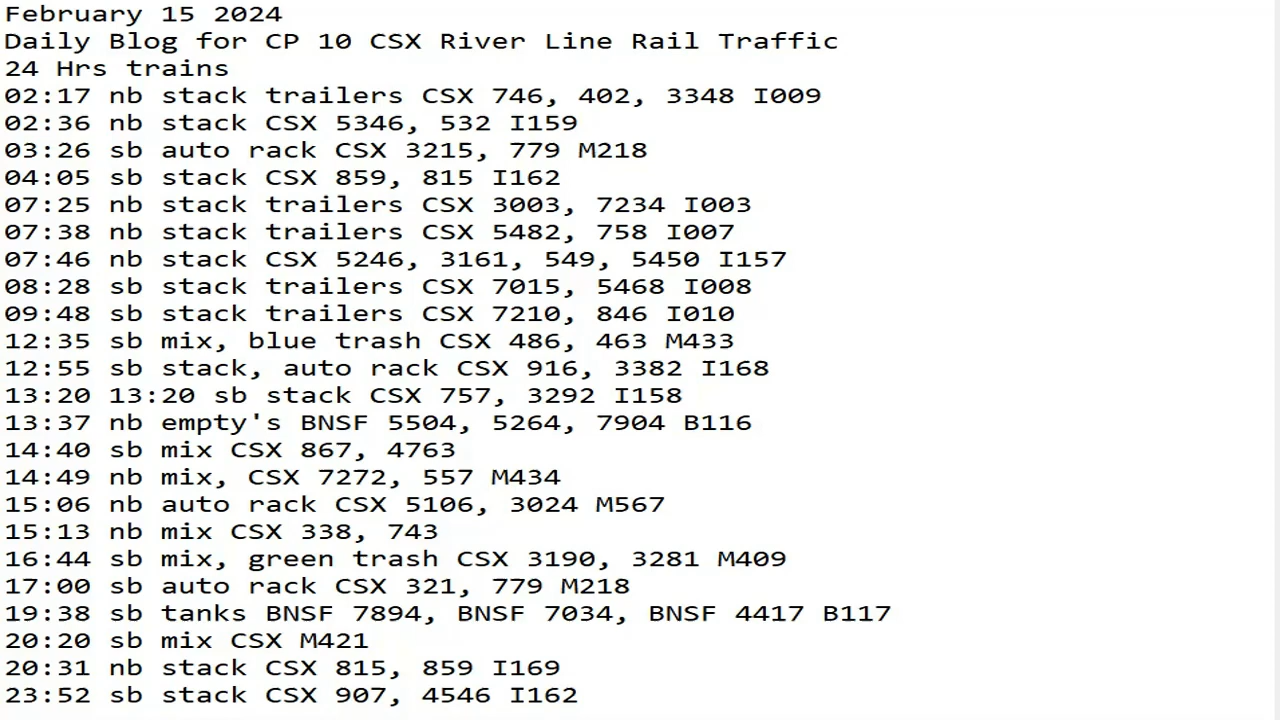 February 15 2024
Daily Blog for CP 10 CSX River Line Rail Traffic
24 Hrs trains
02:17 nb stack trailers CSX 746, 402, 3348 I009
02:36 nb stack CSX 5346, 532 I159
03:26 sb auto rack CSX 3215, 779 M218
04:05 sb stack CSX 859, 815 I162
07:25 nb stack trailers CSX 3003, 7234 I003
07:38 nb stack trailers CSX 5482, 758 I007
07:46 nb stack CSX 5246, 3161, 549, 5450 I157
08:28 sb stack trailers CSX 7015, 5468 I008
09:48 sb stack trailers CSX 7210, 846 I010
12:35 sb mix, blue trash CSX 486, 463 M433
12:55 sb stack, auto rack CSX 916, 3382 I168
13:20 13:20 sb stack CSX 757, 3292 I158
13:37 nb empty's BNSF 5504, 5264, 7904 B116
14:40 sb mix CSX 867, 4763
14:49 nb mix, CSX 7272, 557 M434
15:06 nb auto rack CSX 5106, 3024 M567
15:13 nb mix CSX 338, 743
16:44 sb mix, green trash CSX 3190, 3281 M409
17:00 sb auto rack CSX 321, 779 M218
19:38 sb tanks BNSF 7894, BNSF 7034, BNSF 4417 B117
20:20 sb mix CSX M421
20:31 nb stack CSX 815, 859 I169
23:52 sb stack CSX 907, 4546 I162